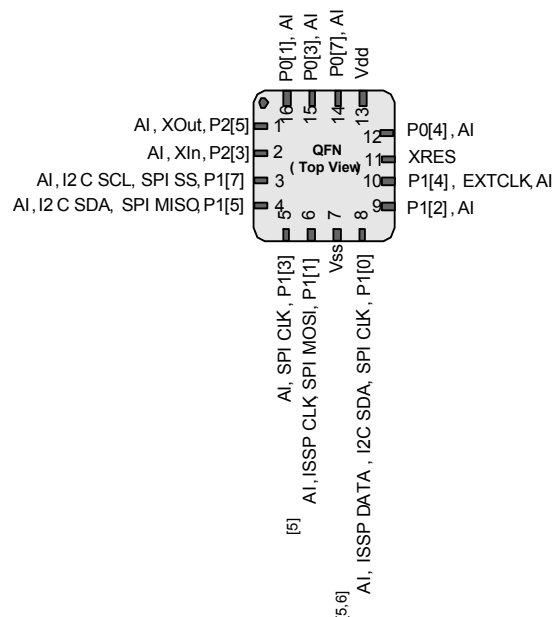 P0[1], AI
P0[3], AI
P0[7], AI
Vdd
16
15
14
13
AI, XOut, P2[5]
1
AI, XIn, P2[3]
2
AI, I2 C SCL, SPI SS, P1[7]
3
AI, I2 C SDA, SPI MISO, P1[5]
4
QFN
( Top View)
12
P0[4], AI
11
XRES
10
P1[4], EXTCLK, AI
9
P1[2], AI
5
6
7
8
AI, SPI CLK, P1[3]
AI, ISSP CLK SPI MOSI, P1[1]
Vss
AI, ISSP DATA, I2C SDA, SPI CLK, P1[0]
[5]
[5,6]